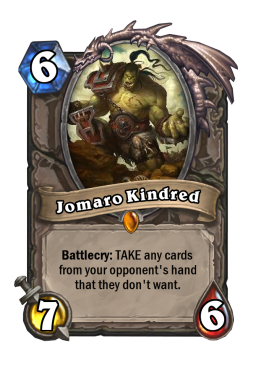 6
Jomaro Kindred
Battlecry: TAKE any cards
from your opponent's hand
that they don't want.
7
6